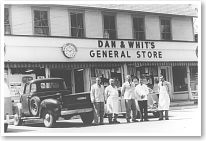 DAN & WHIT'S
GENERAL STORE